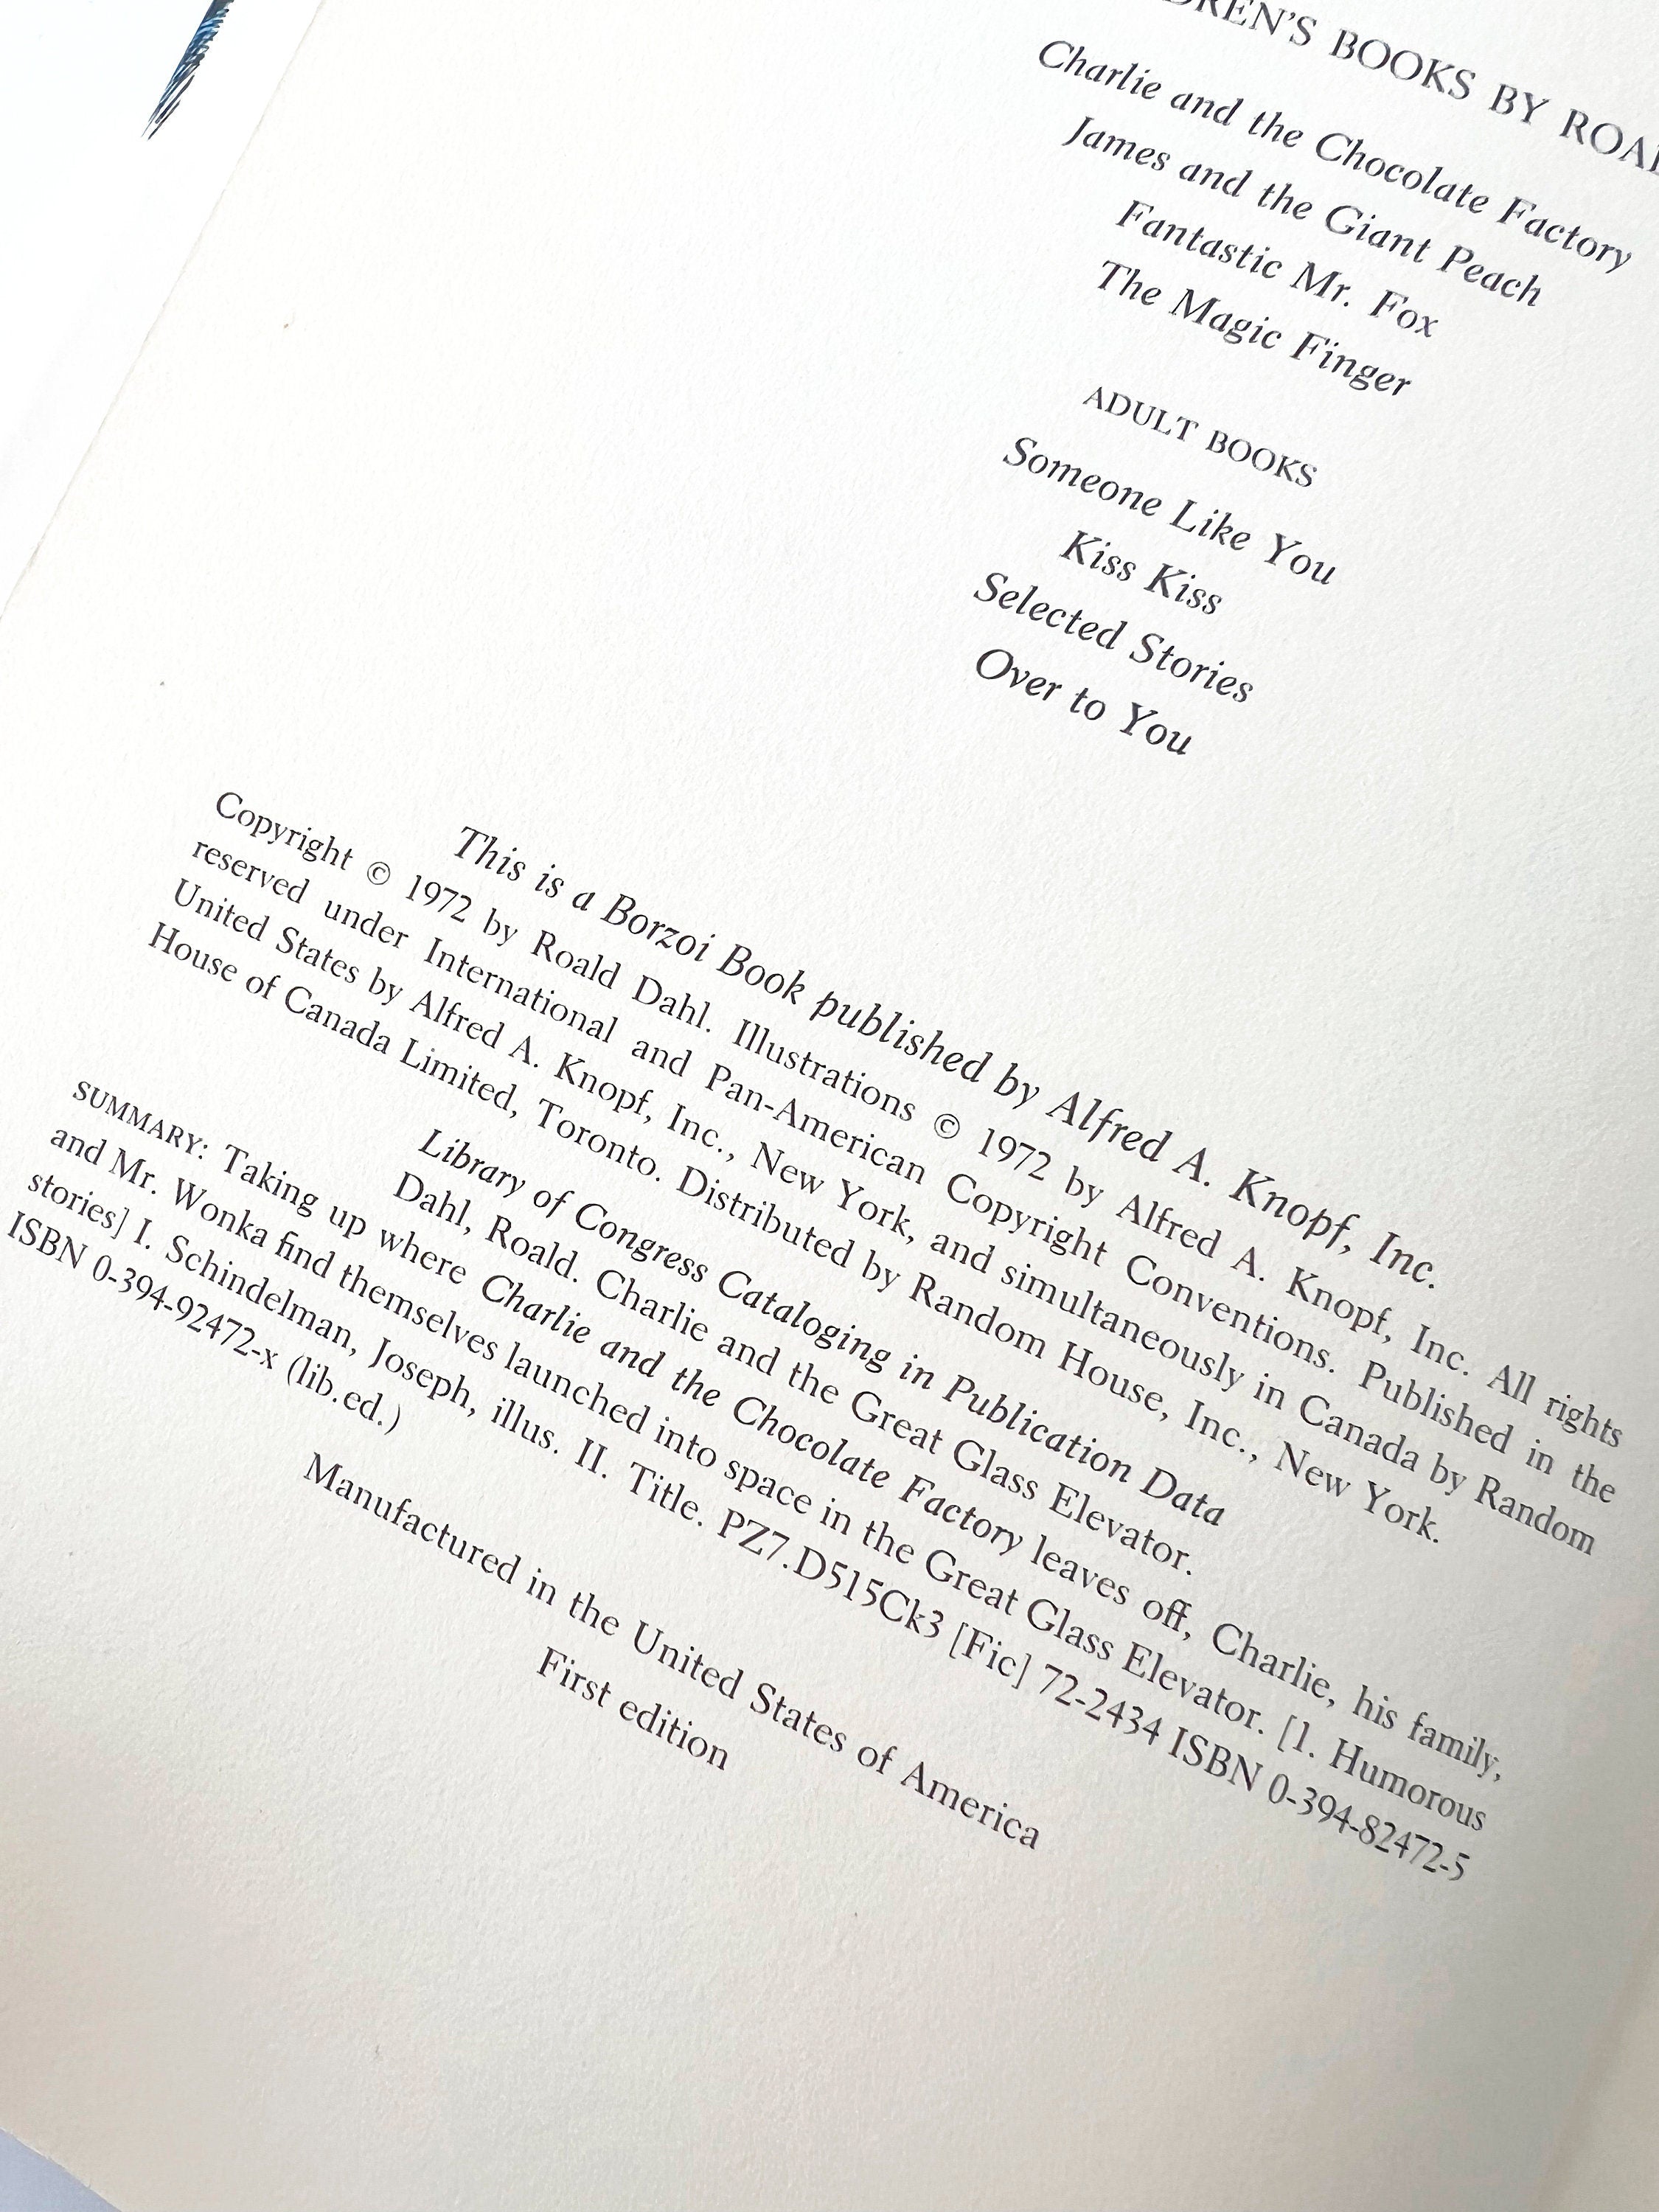 DREN'S BOOKS BY ROAL
Charlie and the Chocolate Factory
James and the Giant Peach
Fantastic Mr. Fox
The Magic Finger
ADULT BOOKS
Someone Like You
Kiss Kiss
Selected Stories
Over to You
This is a Borzoi Book published by Alfred A. Knopf, Inc.
Copyright © 1972 by Roald Dahl. Illustrations © 1972 by Alfred A. Knopf, Inc. All rights
reserved under International and Pan-American Copyright Conventions. Published in the
United States by Alfred A. Knopf, Inc., New York, and simultaneously in Canada by Random
House of Canada Limited, Toronto. Distributed by Random House, Inc., New York.
Library of Congress Cataloging in Publication Data
Dahl, Roald. Charlie and the Great Glass Elevator.
SUMMARY: Taking up where Charlie and the Chocolate Factory leaves off, Charlie, his family,
and Mr. Wonka find themselves launched into space in the Great Glass Elevator. [1. Humorous
stories] I. Schindelman, Joseph, illus. II. Title. PZ7.D515Ck3 [Fic] 72-2434 ISBN 0-394-82472-5
ISBN 0-394-92472-x (lib.ed.)
Manufactured in the United States of America
First edition